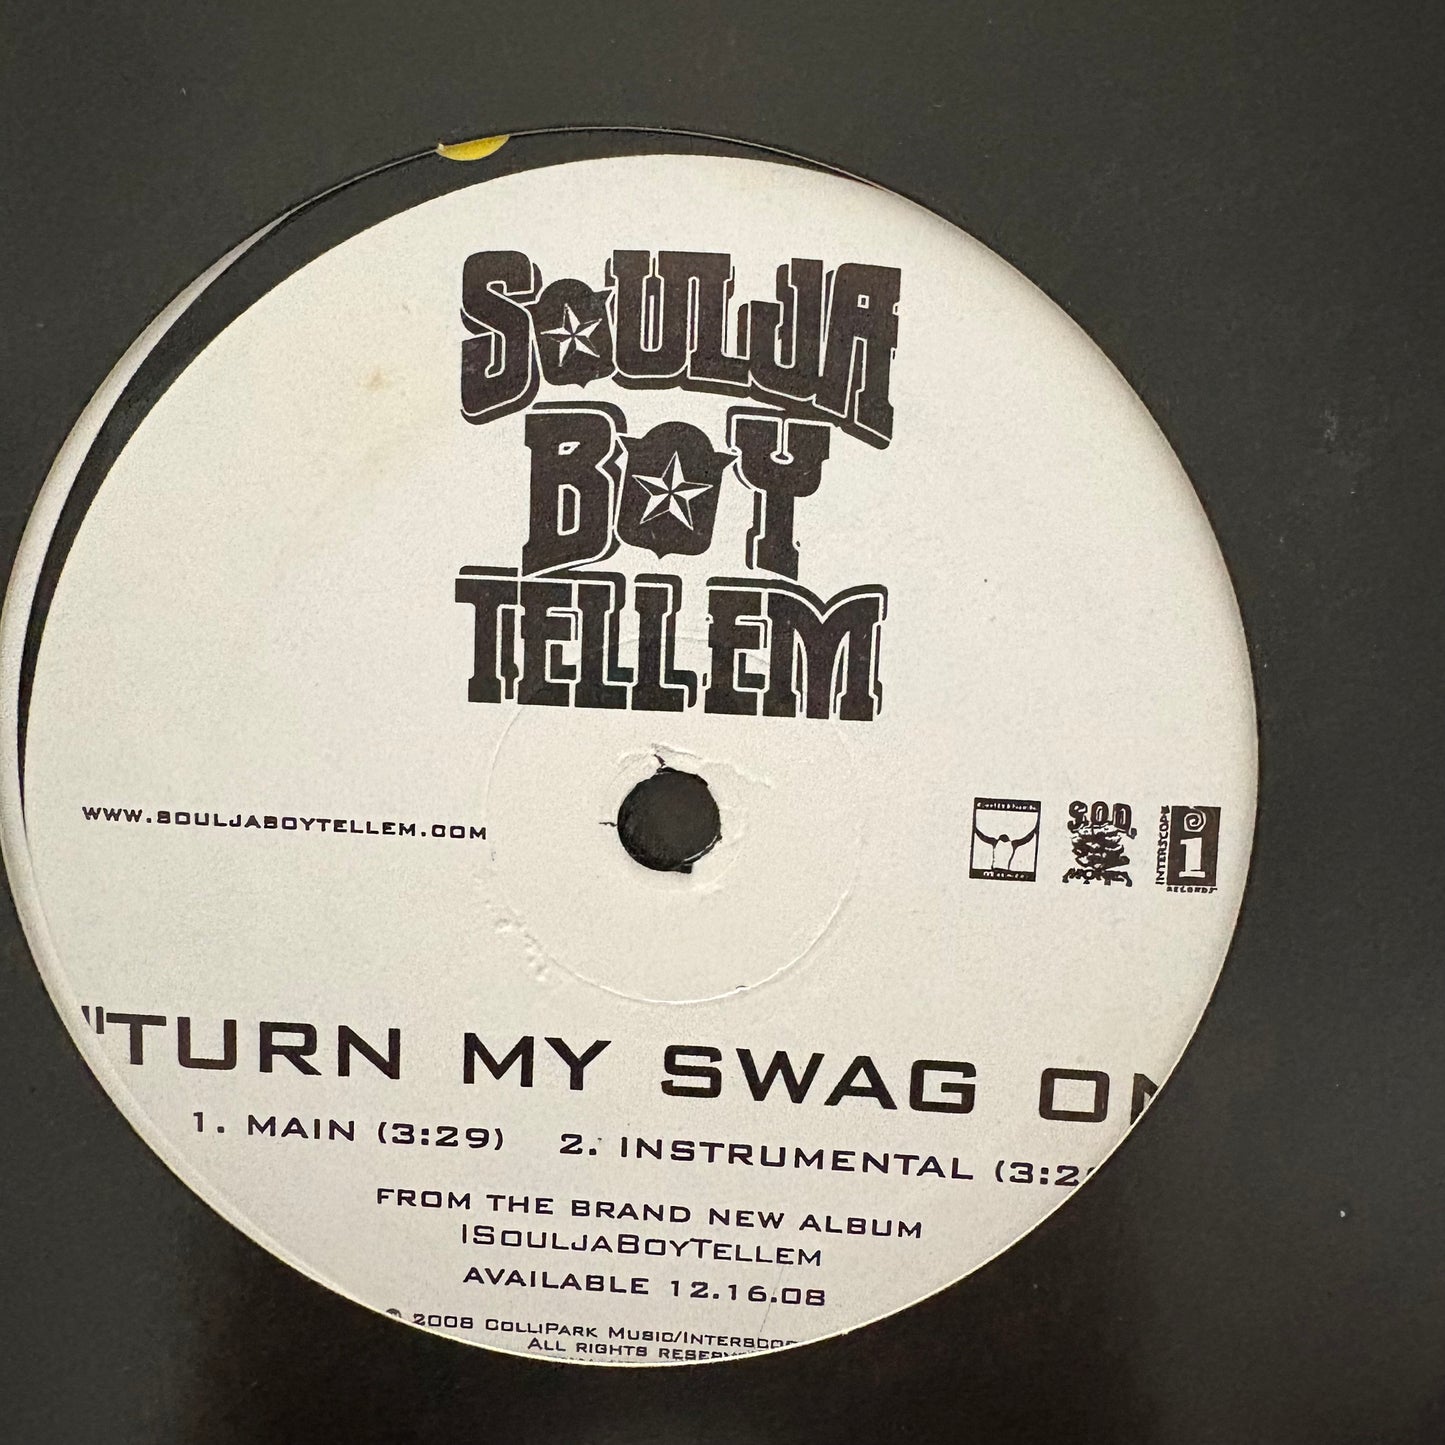 SOULJA
BOY
TELLEM
WWW.SOULJABOYTELLEM.COM
S.O.D.
INTERSCOPE
RECORDS
"TURN MY SWAG ON
1. MAIN (3:29) 2. INSTRUMENTAL (3:2
FROM THE BRAND NEW ALBUM
ISOULJABOYTELLEM
AVAILABLE 12.16.08
℗ 2008 COLLIPARK MUSIC/INTERSCOP
ALL RIGHTS RESERV